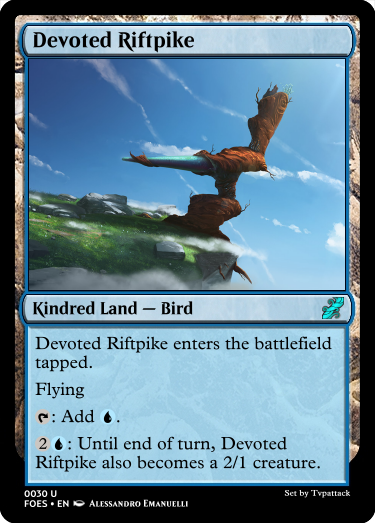 Devoted Riftpike
Kindred Land — Bird
Devoted Riftpike enters the battlefield
tapped.
Flying
: Add .
2 : Until end of turn, Devoted
Riftpike also becomes a 2/1 creature.
0030 U
Set by Tvpattack
FOES • EN Alessandro Emanuelli